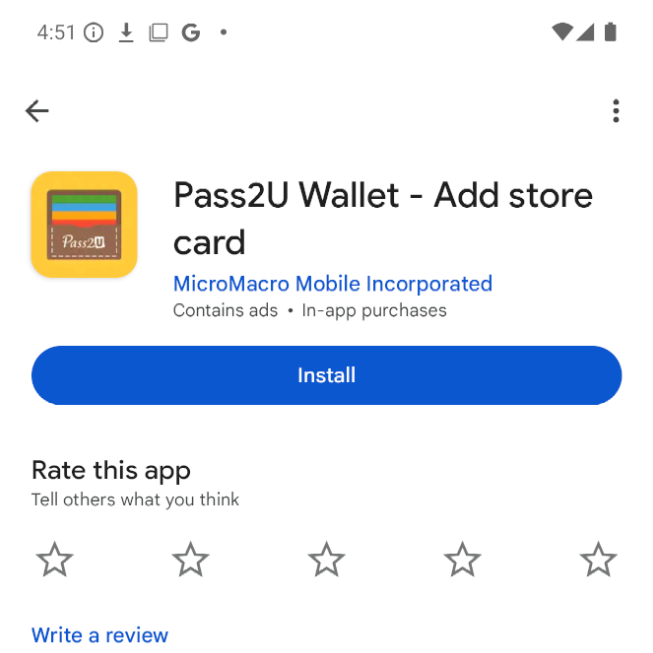 4:51
Pass2U
Pass2U Wallet - Add store
card
MicroMacro Mobile Incorporated
Contains ads • In-app purchases
Install
Rate this app
Tell others what you think
Write a review